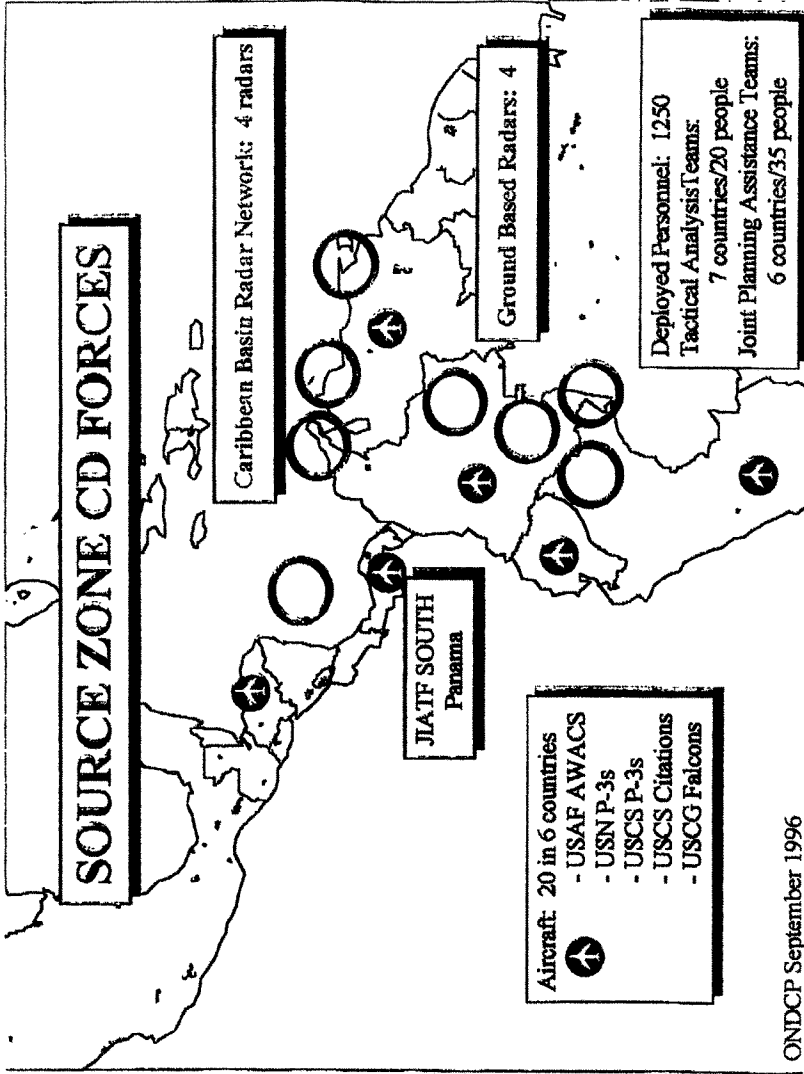 SOURCE ZONE CD FORCES
Caribbean Basin Radar Network: 4 radars
Ground Based Radars: 4
JIATF SOUTH
Panama
Aircraft: 20 in 6 countries
- USAF AWACS
- USN P-3s
- USCS P-3s
- USCS Citations
- USCG Falcons
Deployed Personnel: 1250
Tactical AnalysisTeams:
7 countries/20 people
Joint Planning Assistance Teams:
6 countries/35 people
ONDCP September 1996